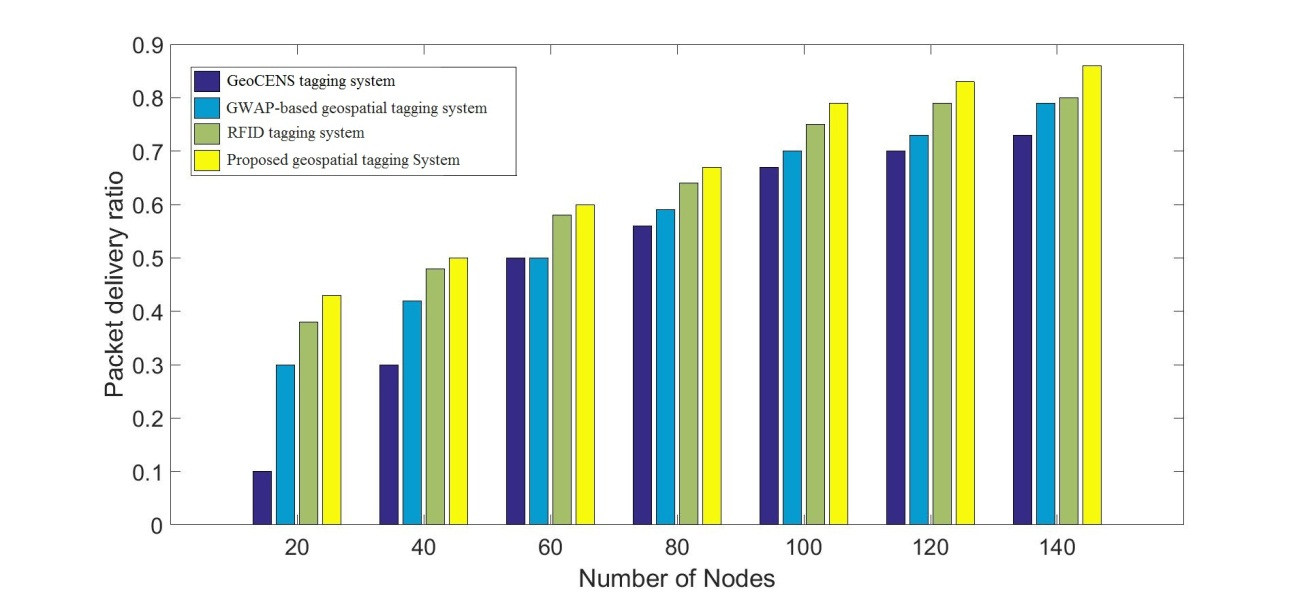 0.9
0.8
0.7
0.6
0.5
0.4
0.3
0.2
0.1
0
Packet delivery ratio
GeoCENS tagging system
GWAP-based geospatial tagging system
RFID tagging system
Proposed geospatial tagging System
20 40 60 80 100 120 140
Number of Nodes